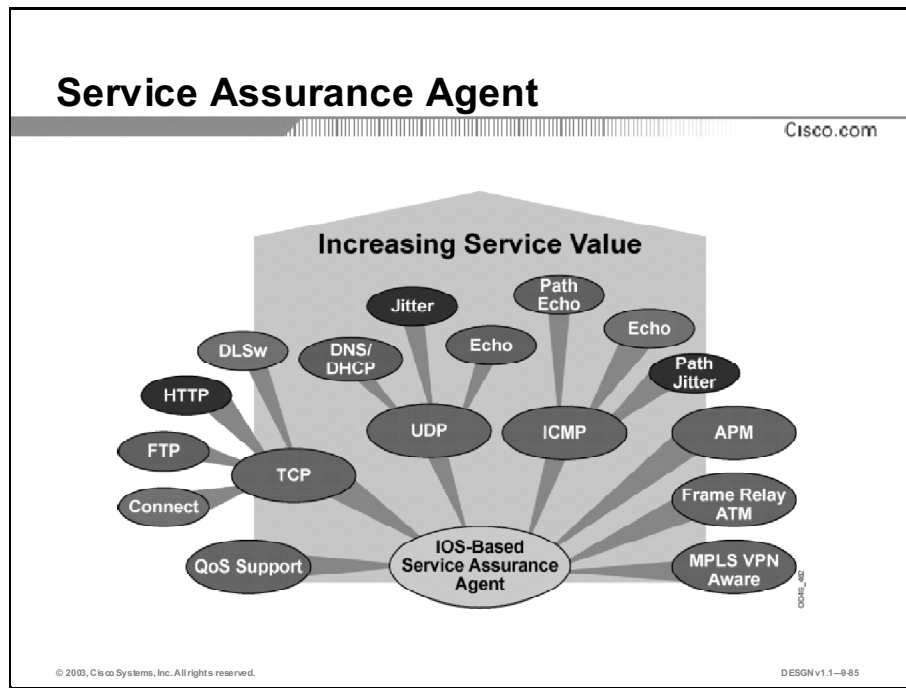 Service Assurance Agent
Cisco.com
Increasing Service Value
Path
Echo
Jitter
Echo
DLSw
DNS/
DHCP
Echo
Path
Jitter
HTTP
UDP
ICMP
APM
FTP
TCP
Connect
Frame Relay
ATM
IOS-Based
Service Assurance
Agent
QoS Support
MPLS VPN
Aware
© 2003, Cisco Systems, Inc. All rights reserved.
DESGN v1.1—9-85